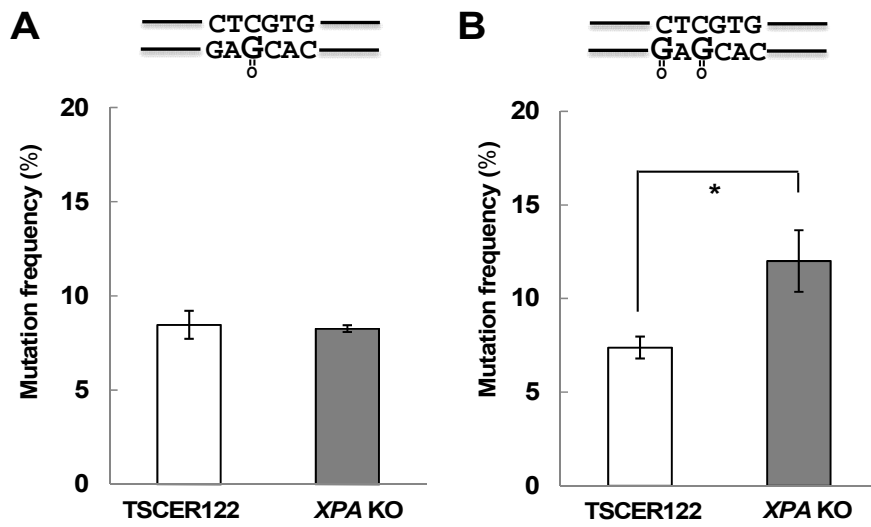 A
CTCGTG
GAGCAC
O
Mutation frequency (%)
20
15
10
5
0
TSCER122
XPA KO
B
CTCGTG
GAGCAC
O O
Mutation frequency (%)
20
15
10
5
0
*
TSCER122
XPA KO